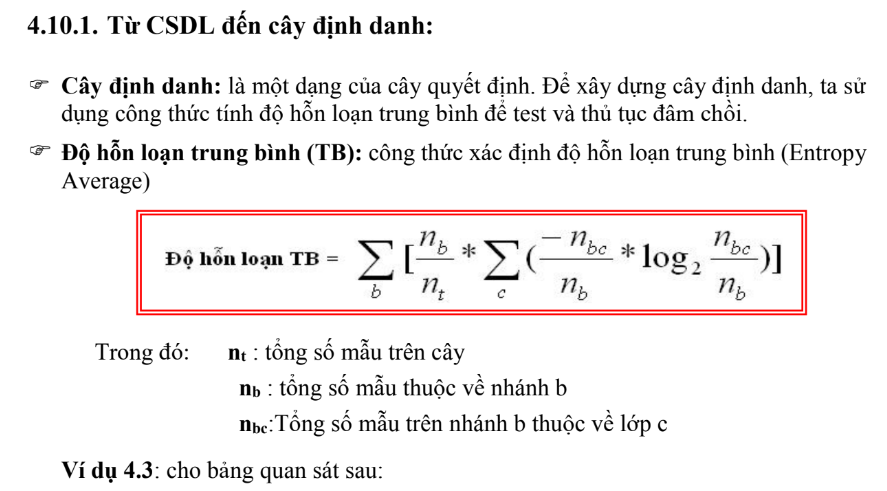 4.10.1. Từ CSDL đến cây định danh:
☞ Cây định danh: là một dạng của cây quyết định. Để xây dựng cây định danh, ta sử
dụng công thức tính độ hỗn loạn trung bình để test và thủ tục đâm chồi.
☞ Độ hỗn loạn trung bình (TB): công thức xác định độ hỗn loạn trung bình (Entropy
Average)
Độ hỗn loạn TB = ∑_b [n_b/n_t * ∑_c (−n_bc/n_b * log_2 n_bc/n_b)]
Trong đó: n_t : tổng số mẫu trên cây
n_b : tổng số mẫu thuộc về nhánh b
n_bc:Tổng số mẫu trên nhánh b thuộc về lớp c
Ví dụ 4.3: cho bảng quan sát sau: